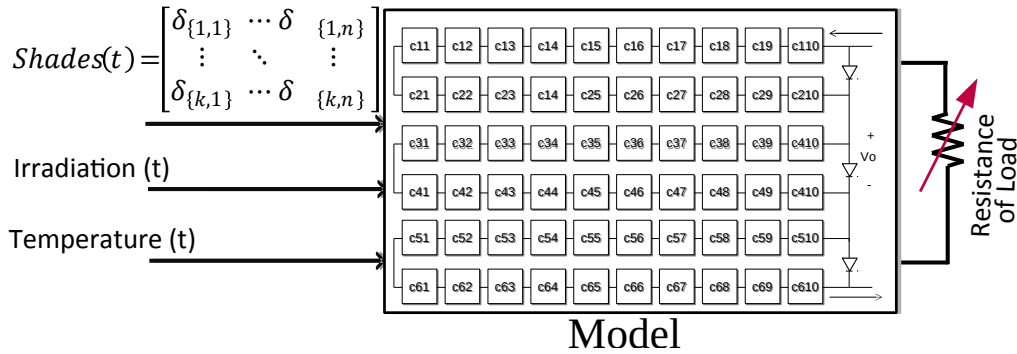 Shades(t) = [δ{1,1} ⋯ δ {1,n}
⋮ ⋱ ⋮
δ{k,1} ⋯ δ {k,n}]
Irradiation (t)
Temperature (t)
c11 c12 c13 c14 c15 c16 c17 c18 c19 c110
c21 c22 c23 c14 c25 c26 c27 c28 c29 c210
c31 c32 c33 c34 c35 c36 c37 c38 c39 c410
+
Vo
-
c41 c42 c43 c44 c45 c46 c47 c48 c49 c410
c51 c52 c53 c54 c55 c56 c57 c58 c59 c510
c61 c62 c63 c64 c65 c66 c67 c68 c69 c610
Resistance
of Load
Model